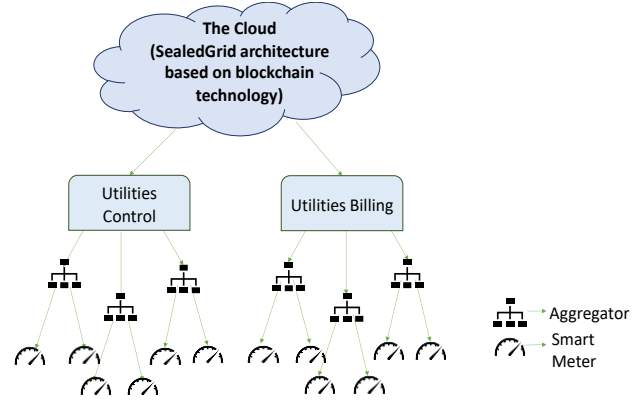 The Cloud
(SealedGrid architecture
based on blockchain
technology)
Utilities
Control
Utilities Billing
Aggregator
Smart
Meter